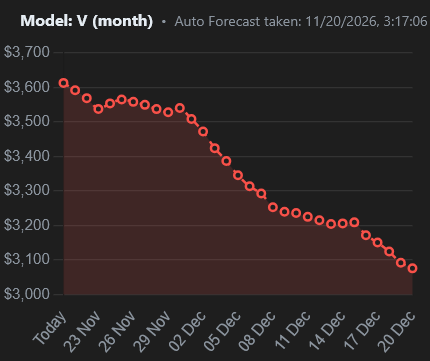 Model: V (month) • Auto Forecast taken: 11/20/2026, 3:17:06
$3,700
$3,600
$3,500
$3,400
$3,300
$3,200
$3,100
$3,000
Today
23 Nov
26 Nov
29 Nov
02 Dec
05 Dec
08 Dec
11 Dec
14 Dec
17 Dec
20 Dec